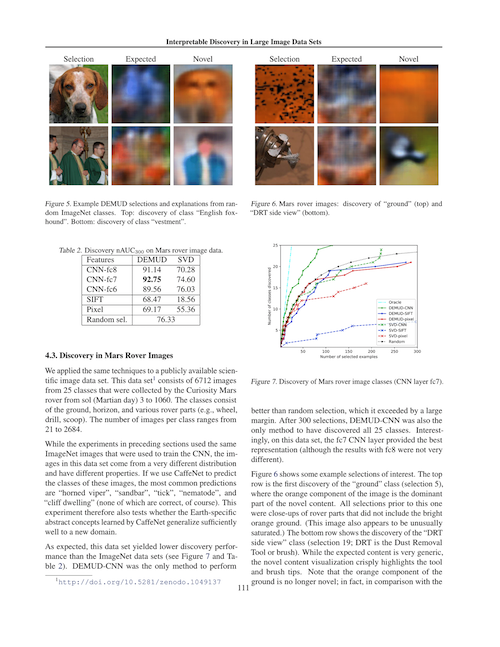 Interpretable Discovery in Large Image Data Sets
Selection Expected Novel
Selection Expected Novel
Figure 5. Example DEMUD selections and explanations from ran-
dom ImageNet classes. Top: discovery of class "English fox-
hound". Bottom: discovery of class "vestment".
Figure 6. Mars rover images: discovery of "ground" (top) and
"DRT side view" (bottom).
Table 2. Discovery nAUC300 on Mars rover image data.
Features DEMUD SVD
CNN-fc8 91.14 70.28
CNN-fc7 92.75 74.60
CNN-fc6 89.56 76.03
SIFT 68.47 18.56
Pixel 69.17 55.36
Random sel. 76.33
4.3. Discovery in Mars Rover Images
We applied the same techniques to a publicly available scien-
tific image data set. This data set1 consists of 6712 images
from 25 classes that were collected by the Curiosity Mars
rover from sol (Martian day) 3 to 1060. The classes consist
of the ground, horizon, and various rover parts (e.g., wheel,
drill, scoop). The number of images per class ranges from
21 to 2684.
While the experiments in preceding sections used the same
ImageNet images that were used to train the CNN, the im-
ages in this data set come from a very different distribution
and have different properties. If we use CaffeNet to predict
the classes of these images, the most common predictions
are "horned viper", "sandbar", "tick", "nematode", and
"cliff dwelling" (none of which are correct, of course). This
experiment therefore also tests whether the Earth-specific
abstract concepts learned by CaffeNet generalize sufficiently
well to a new domain.
As expected, this data set yielded lower discovery perfor-
mance than the ImageNet data sets (see Figure 7 and Ta-
ble 2). DEMUD-CNN was the only method to perform
1http://doi.org/10.5281/zenodo.1049137
Number of classes discovered
25
20
15
10
5
50 100 150 200 250 300
Number of selected examples
Oracle
DEMUD-CNN
DEMUD-SIFT
DEMUD-pixel
SVD-CNN
SVD-SIFT
SVD-pixel
Random
Figure 7. Discovery of Mars rover image classes (CNN layer fc7).
better than random selection, which it exceeded by a large
margin. After 300 selections, DEMUD-CNN was also the
only method to have discovered all 25 classes. Interest-
ingly, on this data set, the fc7 CNN layer provided the best
representation (although the results with fc8 were not very
different).
Figure 6 shows some example selections of interest. The top
row is the first discovery of the "ground" class (selection 5),
where the orange component of the image is the dominant
part of the novel content. All selections prior to this one
were close-ups of rover parts that did not include the bright
orange ground. (This image also appears to be unusually
saturated.) The bottom row shows the discovery of the "DRT
side view" class (selection 19; DRT is the Dust Removal
Tool or brush). While the expected content is very generic,
the novel content visualization crisply highlights the tool
and brush tips. Note that the orange component of the
ground is no longer novel; in fact, in comparison with the
111